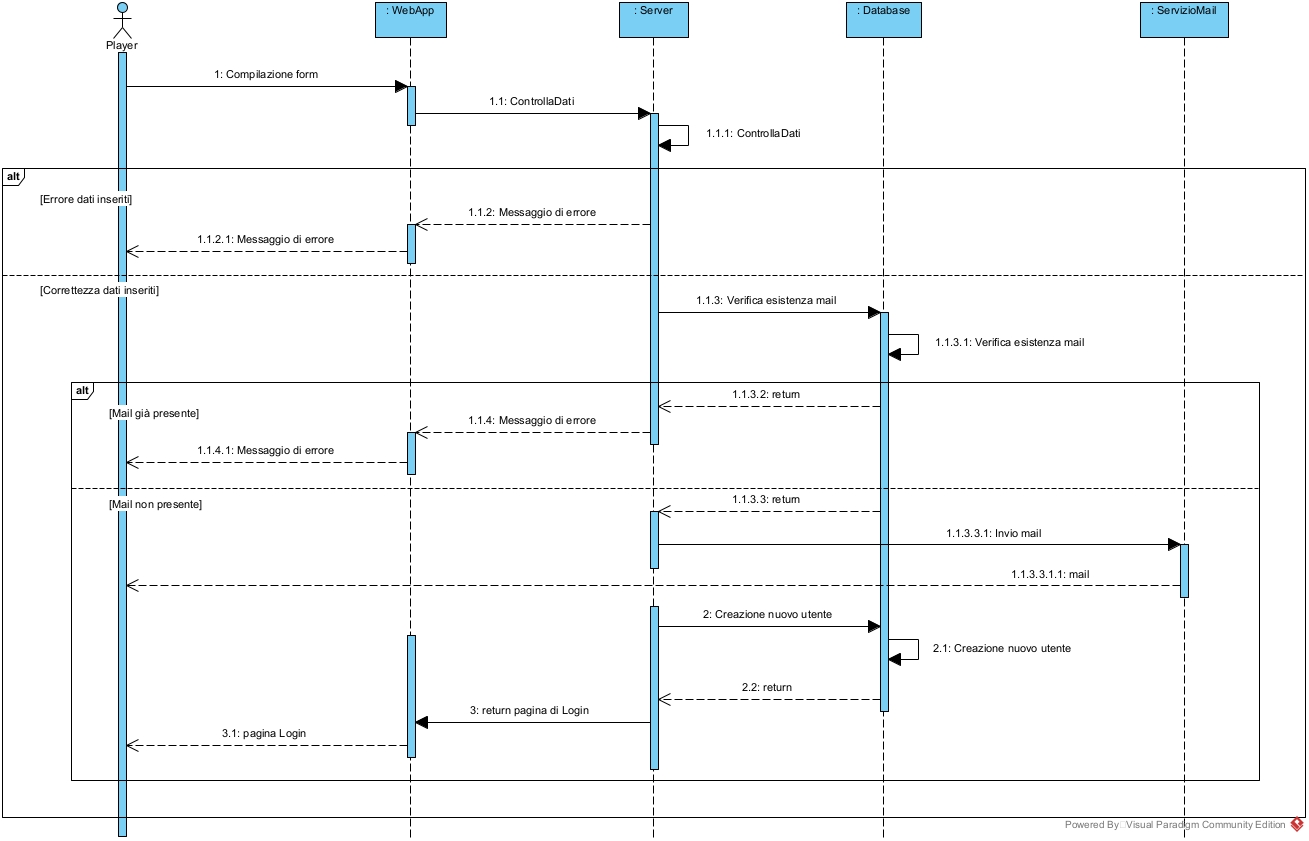 : WebApp
: Server
: Database
: ServizioMail
Player
1: Compilazione form
1.1: ControllaDati
1.1.1: ControllaDati
alt
[Errore dati inseriti]
1.1.2: Messaggio di errore
1.1.2.1: Messaggio di errore
[Correttezza dati inseriti]
1.1.3: Verifica esistenza mail
1.1.3.1: Verifica esistenza mail
alt
1.1.3.2: return
[Mail già presente]
1.1.4: Messaggio di errore
1.1.4.1: Messaggio di errore
[Mail non presente]
1.1.3.3: return
1.1.3.3.1: Invio mail
1.1.3.3.1.1: mail
2: Creazione nuovo utente
2.1: Creazione nuovo utente
2.2: return
3: return pagina di Login
3.1: pagina Login
Powered By Visual Paradigm Community Edition